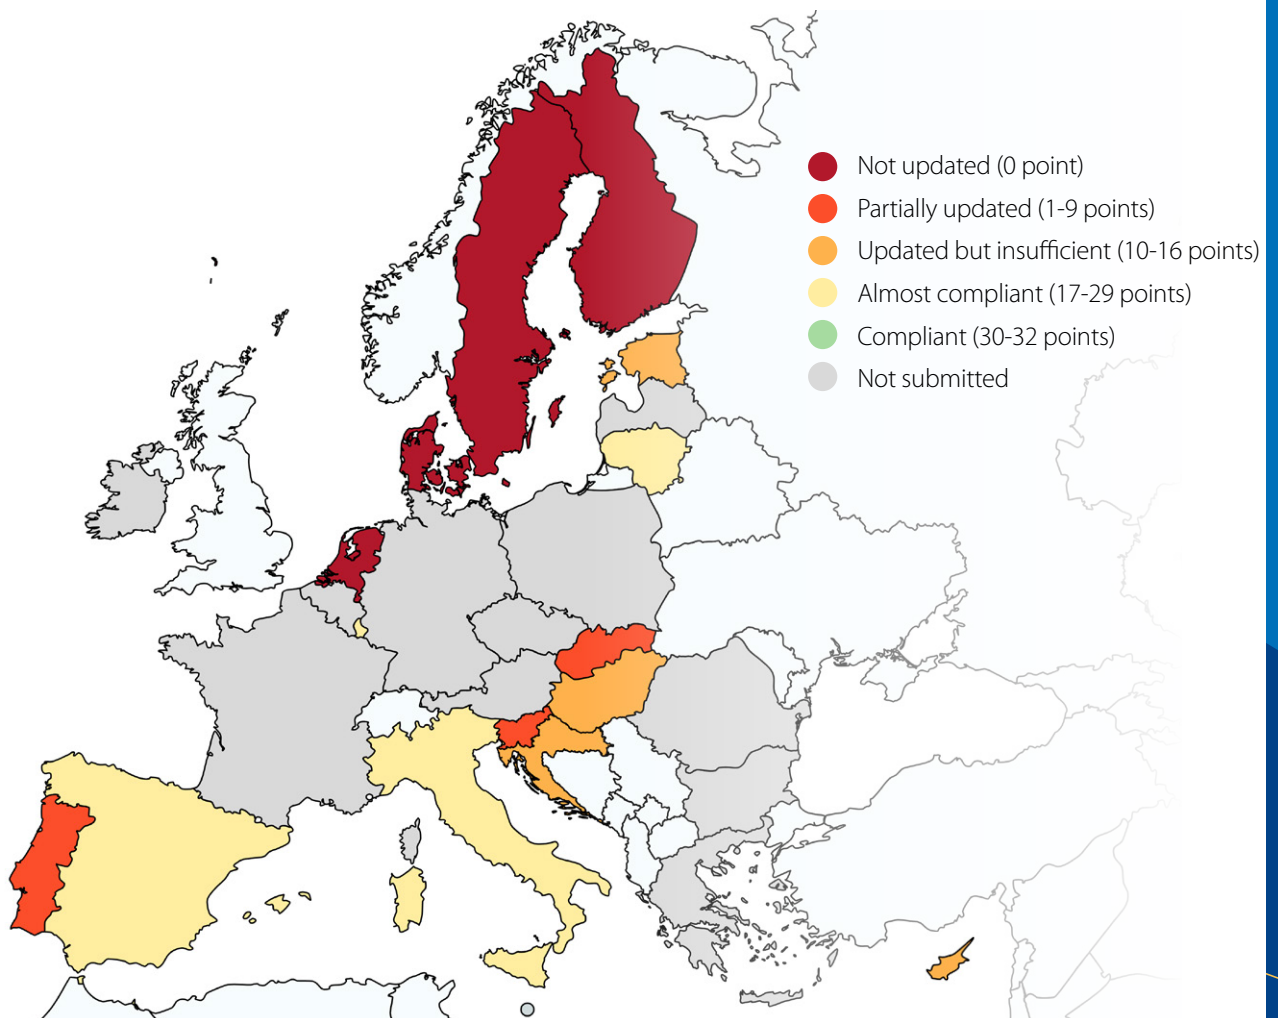 Not updated (0 point)
Partially updated (1-9 points)
Updated but insufficient (10-16 points)
Almost compliant (17-29 points)
Compliant (30-32 points)
Not submitted